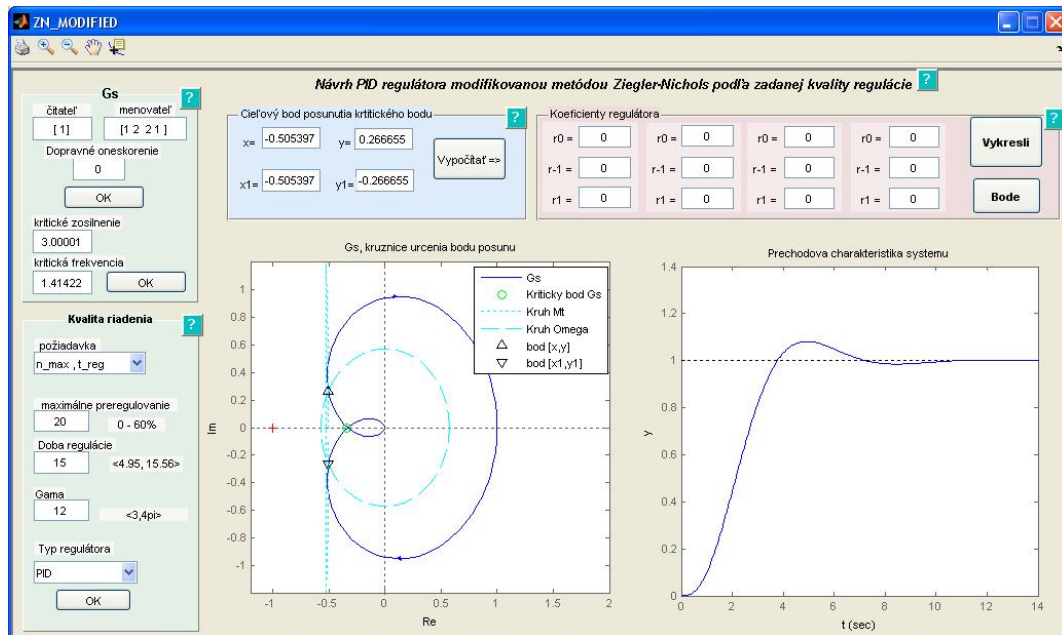 ZN_MODIFIED
Návrh PID regulátora modifikovanou metódou Ziegler-Nichols podľa zadanej kvality regulácie ?
Gs ?
čitateľ menovateľ
[ 1] [1 2 2 1 ]
Dopravné oneskorenie
0
OK
kritické zosilnenie
3.00001
kritická frekvencia
1.41422 OK
Kvalita riadenia ?
požiadavka
n_max , t_reg
maximálne preregulovanie
20 0 - 60%
Doba regulácie
15 <4.95, 15.56>
Gama
12 <3,4pi>
Typ regulátora
PID
OK
Cieľový bod posunutia krtitického bodu ?
x= -0.505397 y= 0.266655
x1= -0.505397 y1= -0.266655
Vypočítať =>
Koeficienty regulátora ?
r0 = 0 r0 = 0 r0 = 0 r0 = 0
r-1 = 0 r-1 = 0 r-1 = 0 r-1 = 0
r1 = 0 r1 = 0 r1 = 0 r1 = 0
Vykresli
Bode
Gs, kruznice urcenia bodu posunu
Gs
Kriticky bod Gs
Kruh Mt
Kruh Omega
bod [x,y]
bod [x1,y1]
1
0.8
0.6
0.4
0.2
0
-0.2
-0.4
-0.6
-0.8
-1
Im
-1 -0.5 0 0.5 1 1.5 2
Re
Prechodova charakteristika systemu
1.4
1.2
1
0.8
0.6
0.4
0.2
0
y
0 2 4 6 8 10 12 14
t (sec)